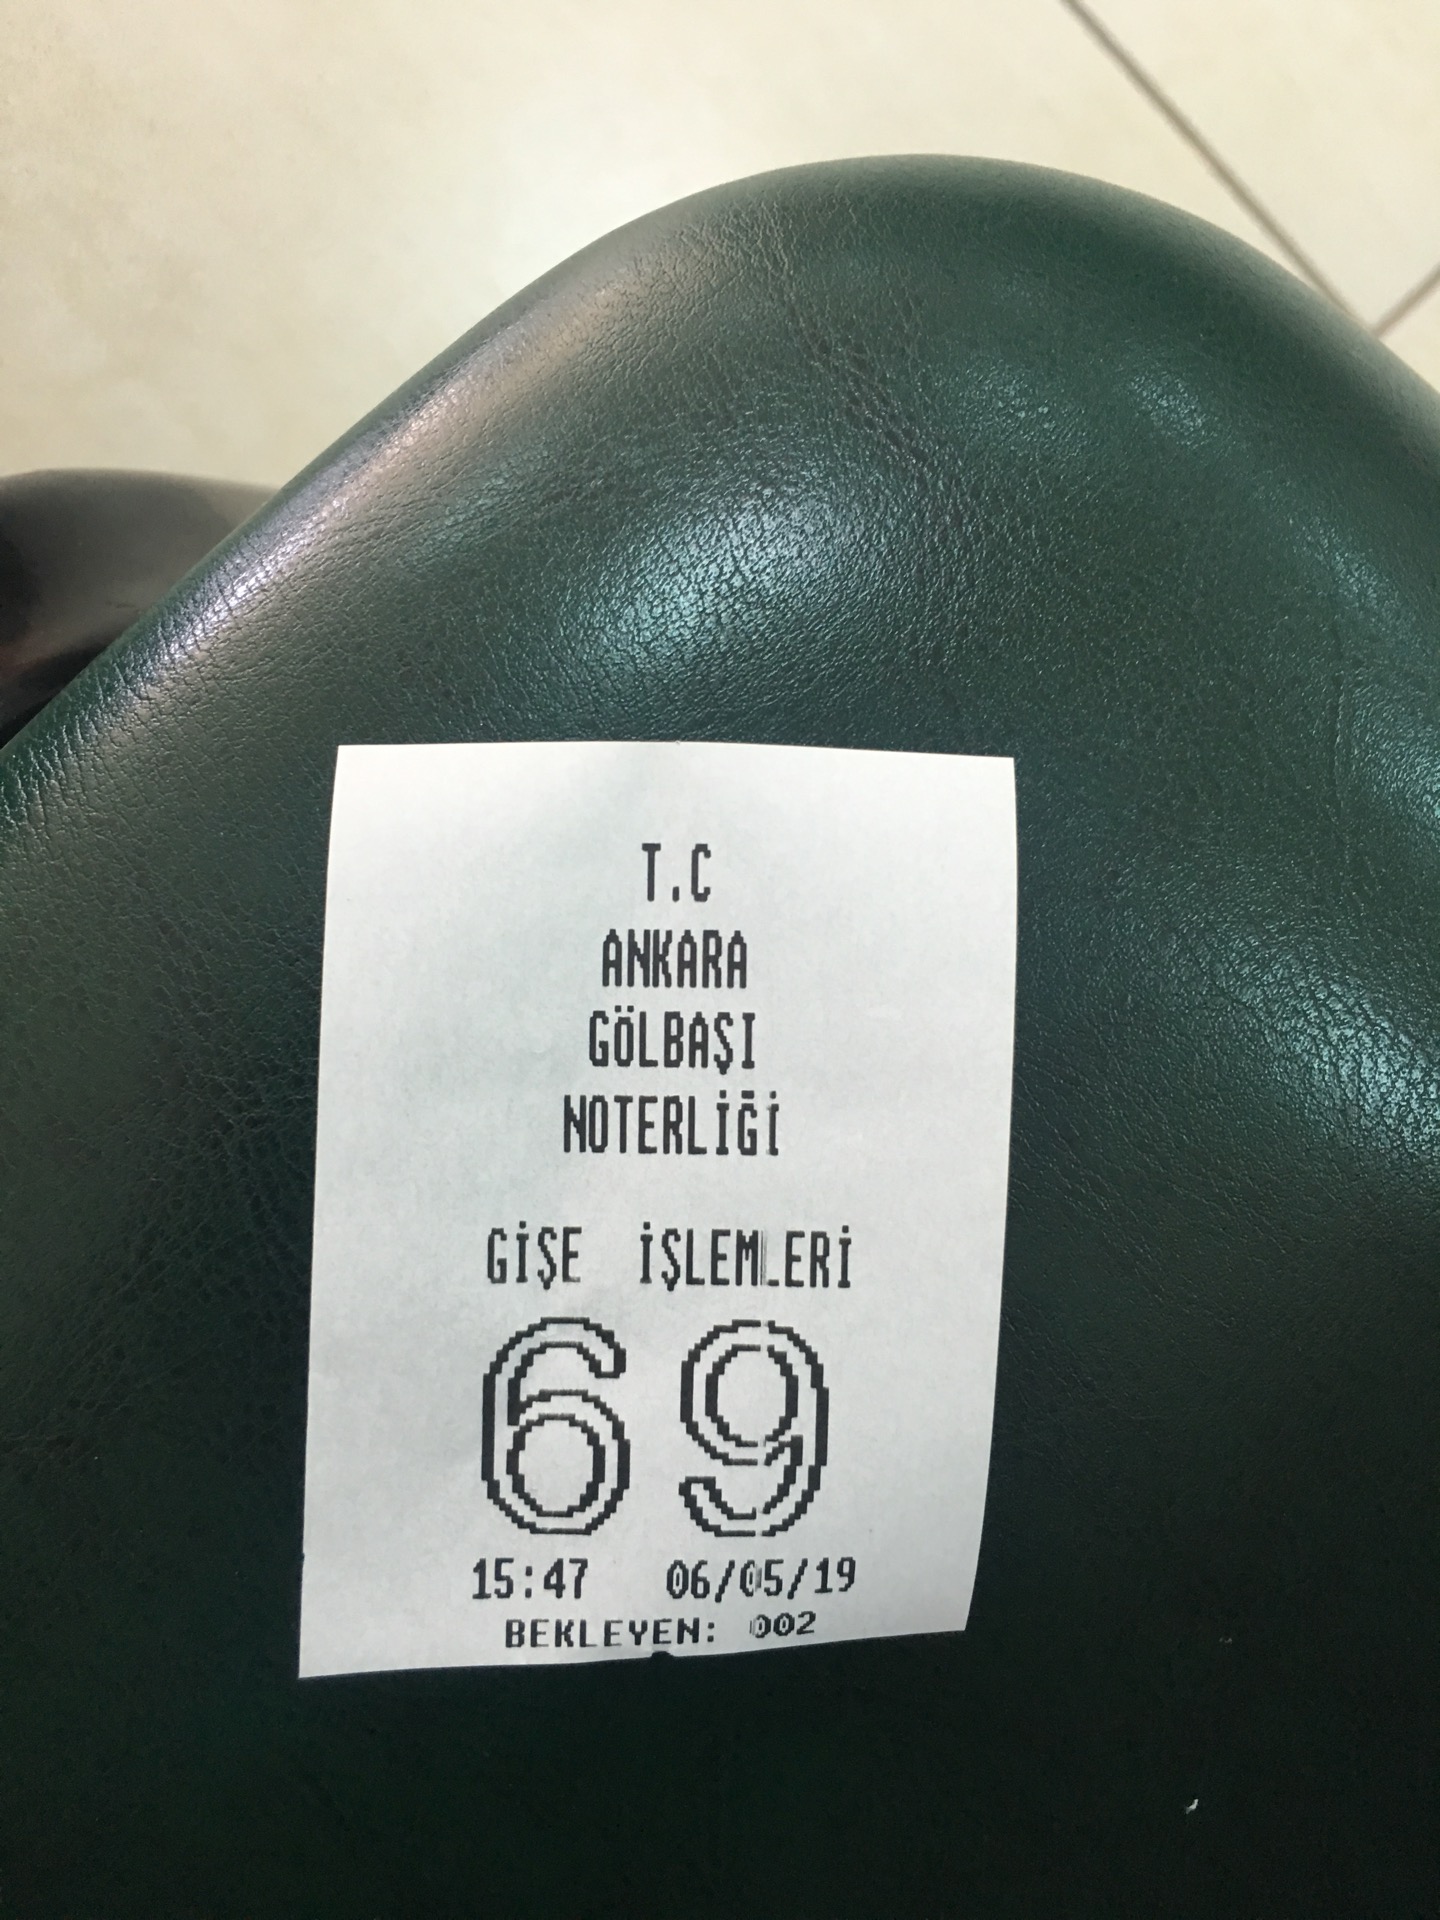 T.C
ANKARA
GÖLBAŞI
NOTERLİĞİ
GİŞE İŞLEMLERİ
69
15:47 06/05/19
BEKLEYEN: 002